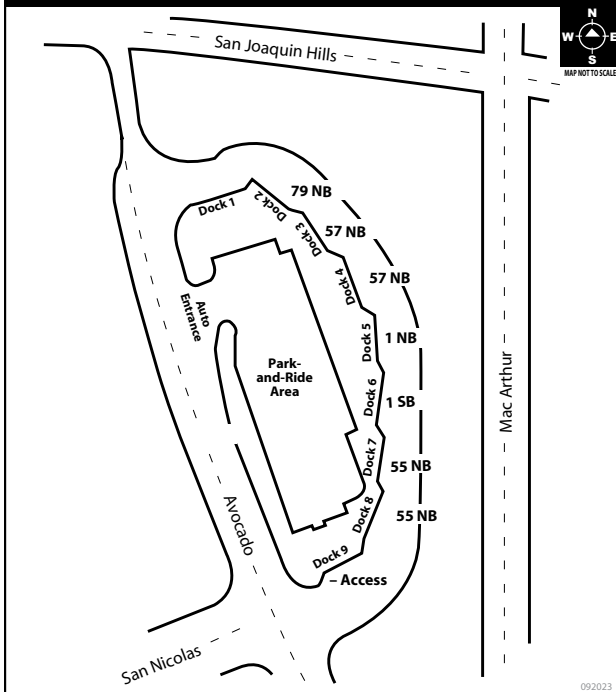 N
W E
S
MAP NOT TO SCALE
San Joaquin Hills
79 NB
Dock 1
Dock 2
57 NB
Dock 3
57 NB
Dock 4
Auto
Entrance
1 NB
Dock 5
Park-
and-Ride
Area
Mac Arthur
1 SB
Dock 6
55 NB
Dock 7
55 NB
Dock 8
Avocado
Dock 9
– Access
San Nicolas
092023